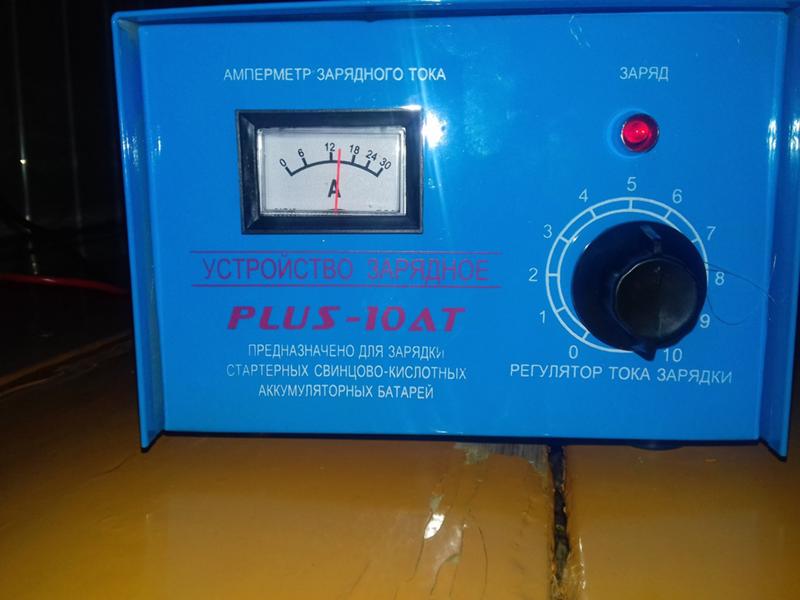 АМПЕРМЕТР ЗАРЯДНОГО ТОКА
ЗАРЯД
0 6 12 18 24 30
A
УСТРОЙСТВО ЗАРЯДНОЕ
PLUS-10AT
ПРЕДНАЗНАЧЕНО ДЛЯ ЗАРЯДКИ
СТАРТЕРНЫХ СВИНЦОВО-КИСЛОТНЫХ
АККУМУЛЯТОРНЫХ БАТАРЕЙ
0 1 2 3 4 5 6 7 8 9 10
РЕГУЛЯТОР ТОКА ЗАРЯДКИ